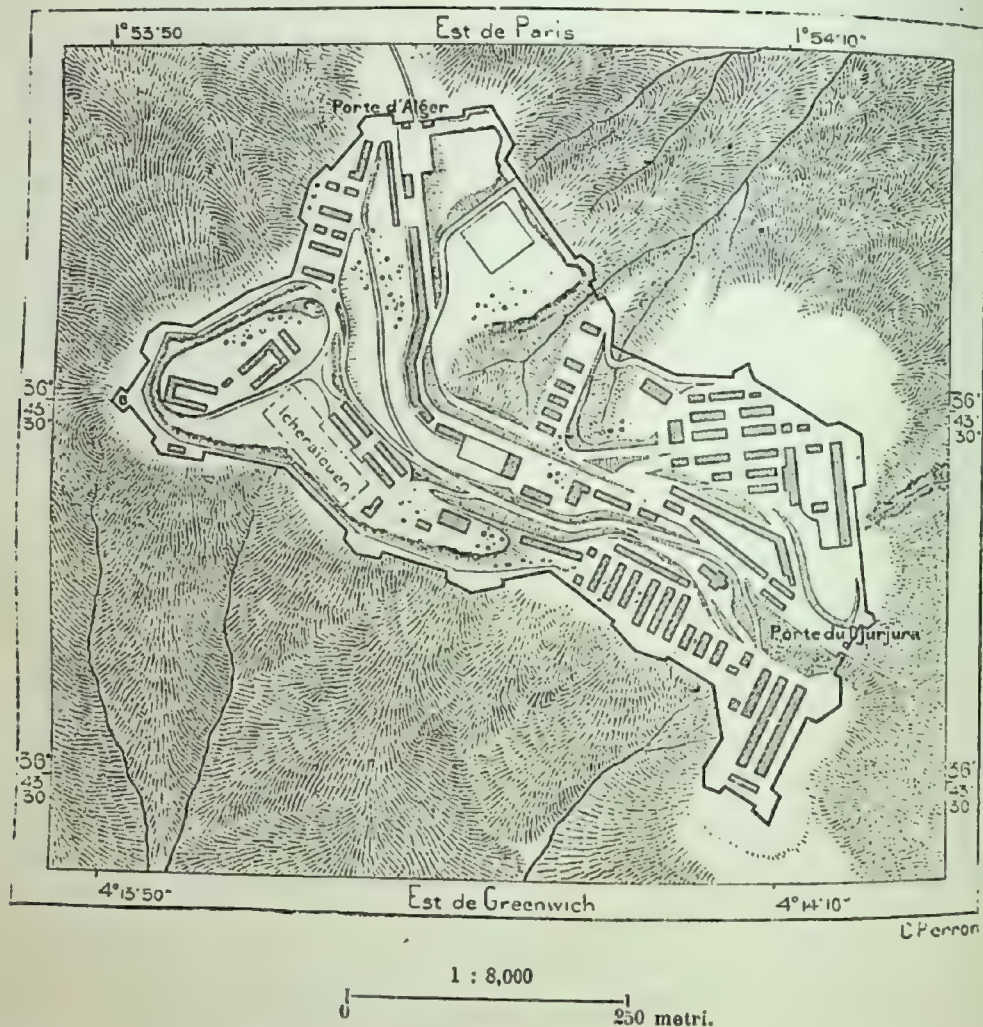 1°53'50
Est de Paris
1°54'10"
Porte d'Alger
36°
43
30
36°
43
30"
Icheraiouen
Porte du Djurjura
36°
43
30
36°
43
30
4°13'50"
Est de Greenwich
4°14'10"
C Perron
1 : 8,000
0
250 metri.